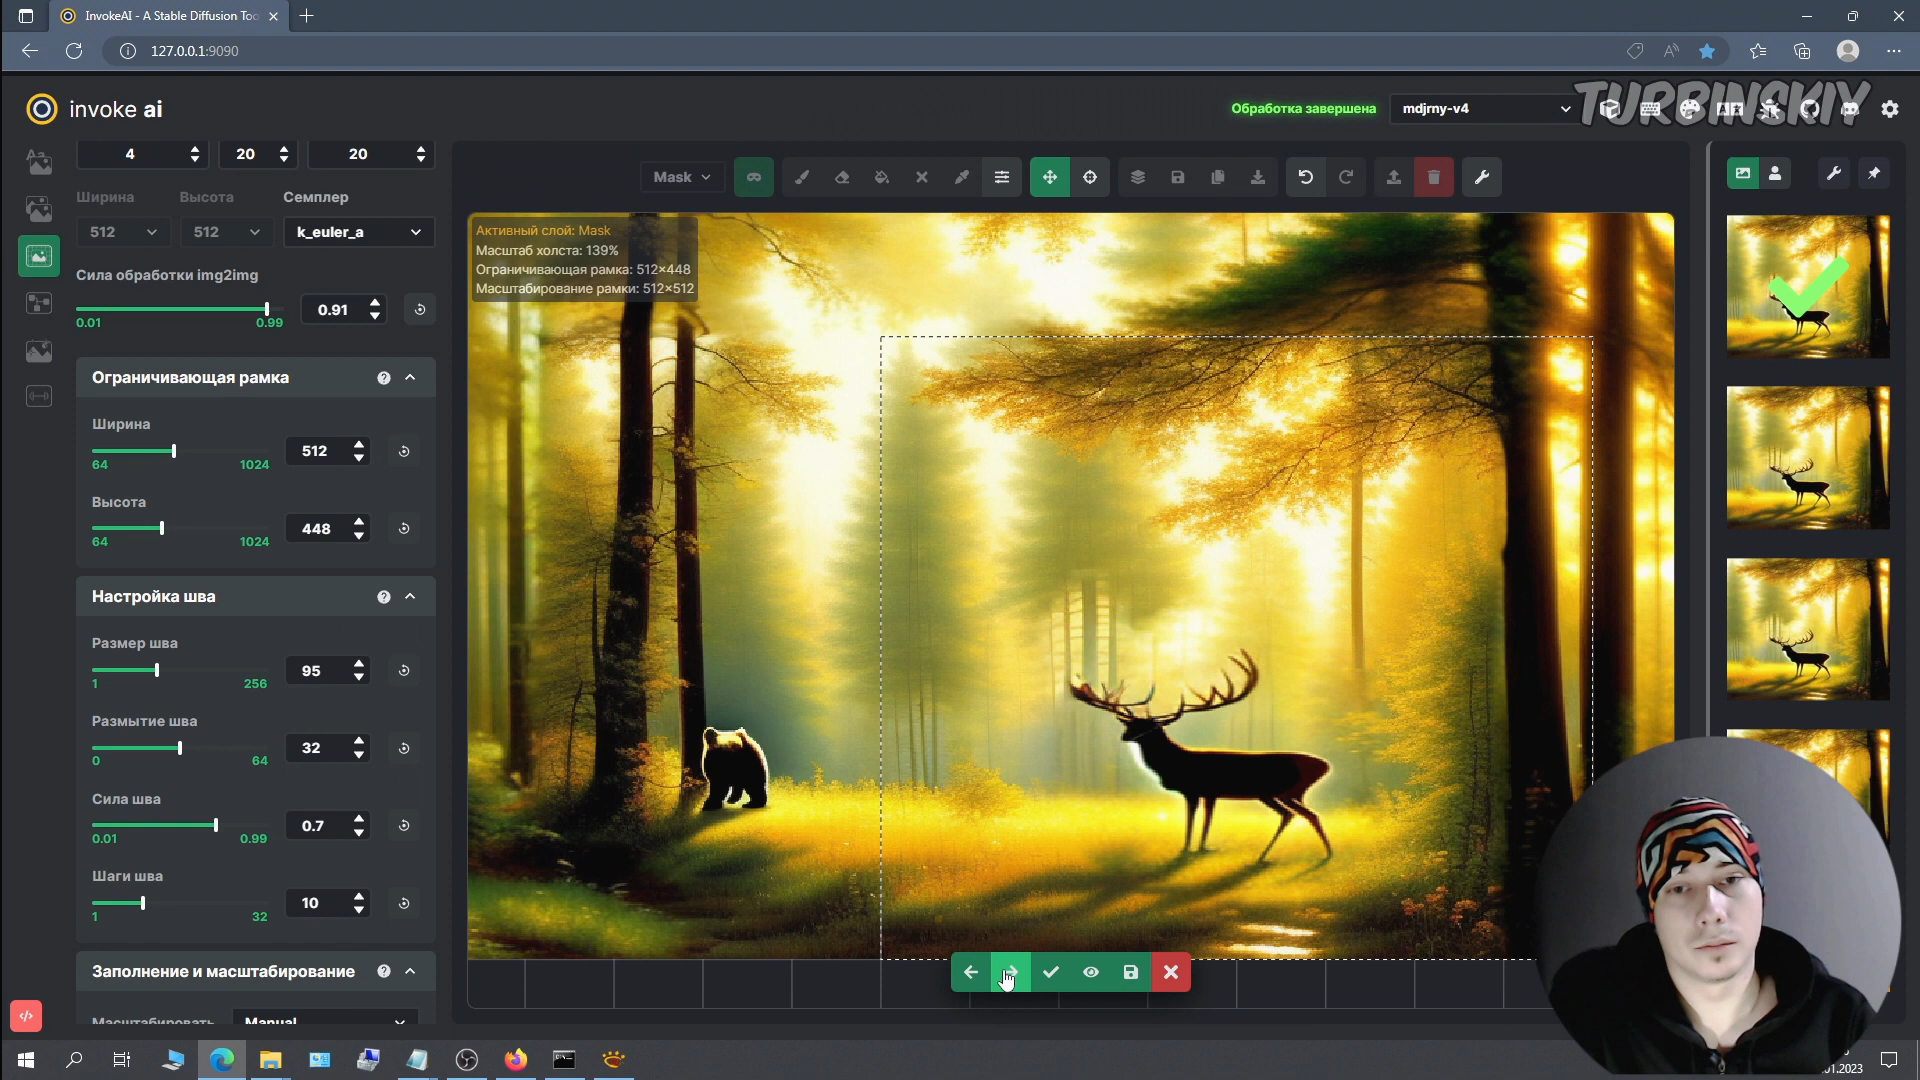 InvokeAI - A Stable Diffusion Too
127.0.0.1:9090
invoke ai
Обработка завершена
mdjrny-v4
TURBINSKIY
4
20
20
Mask
Ширина
Высота
Семплер
512
512
k_euler_a
Сила обработки img2img
0.91
0.01
0.99
Активный слой: Mask
Масштаб холста: 139%
Ограничивающая рамка: 512×448
Масштабирование рамки: 512×512
Ограничивающая рамка
Ширина
512
64
1024
Высота
448
64
1024
Настройка шва
Размер шва
95
1
256
Размытие шва
32
0
64
Сила шва
0.7
0.01
0.99
Шаги шва
10
1
32
Заполнение и масштабирование
Масштабировать
Manual
.01.2023